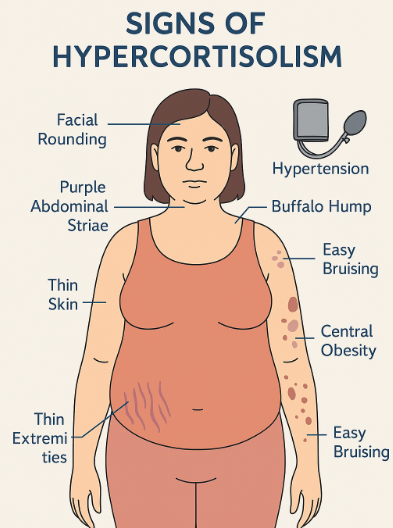 SIGNS OF
HYPERCORTISOLISM
Facial
Rounding
Hypertension
Purple
Abdominal
Striae
Buffalo Hump
Easy
Bruising
Thin
Skin
Central
Obesity
Thin
Extremi
ties
Easy
Bruising